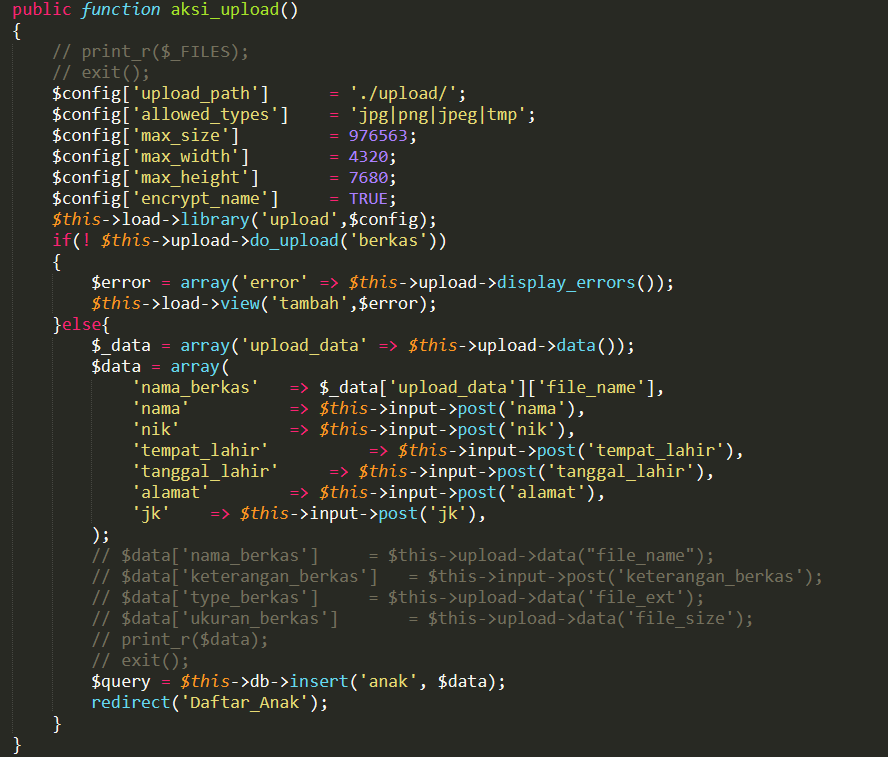 public function aksi_upload()
{
    // print_r($_FILES);
    // exit();
    $config['upload_path']      = './upload/';
    $config['allowed_types']    = 'jpg|png|jpeg|tmp';
    $config['max_size']         = 976563;
    $config['max_width']        = 4320;
    $config['max_height']       = 7680;
    $config['encrypt_name']     = TRUE;
    $this->load->library('upload',$config);
    if(! $this->upload->do_upload('berkas'))
    {
        $error = array('error' => $this->upload->display_errors());
        $this->load->view('tambah',$error);
    }else{
        $_data = array('upload_data' => $this->upload->data());
        $data = array(
            'nama_berkas'   => $_data['upload_data']['file_name'],
            'nama'          => $this->input->post('nama'),
            'nik'           => $this->input->post('nik'),
            'tempat_lahir'          => $this->input->post('tempat_lahir'),
            'tanggal_lahir'     => $this->input->post('tanggal_lahir'),
            'alamat'        => $this->input->post('alamat'),
            'jk'    => $this->input->post('jk'),
        );
        // $data['nama_berkas']     = $this->upload->data("file_name");
        // $data['keterangan_berkas']   = $this->input->post('keterangan_berkas');
        // $data['type_berkas']     = $this->upload->data('file_ext');
        // $data['ukuran_berkas']       = $this->upload->data('file_size');
        // print_r($data);
        // exit();
        $query = $this->db->insert('anak', $data);
        redirect('Daftar_Anak');
    }
}